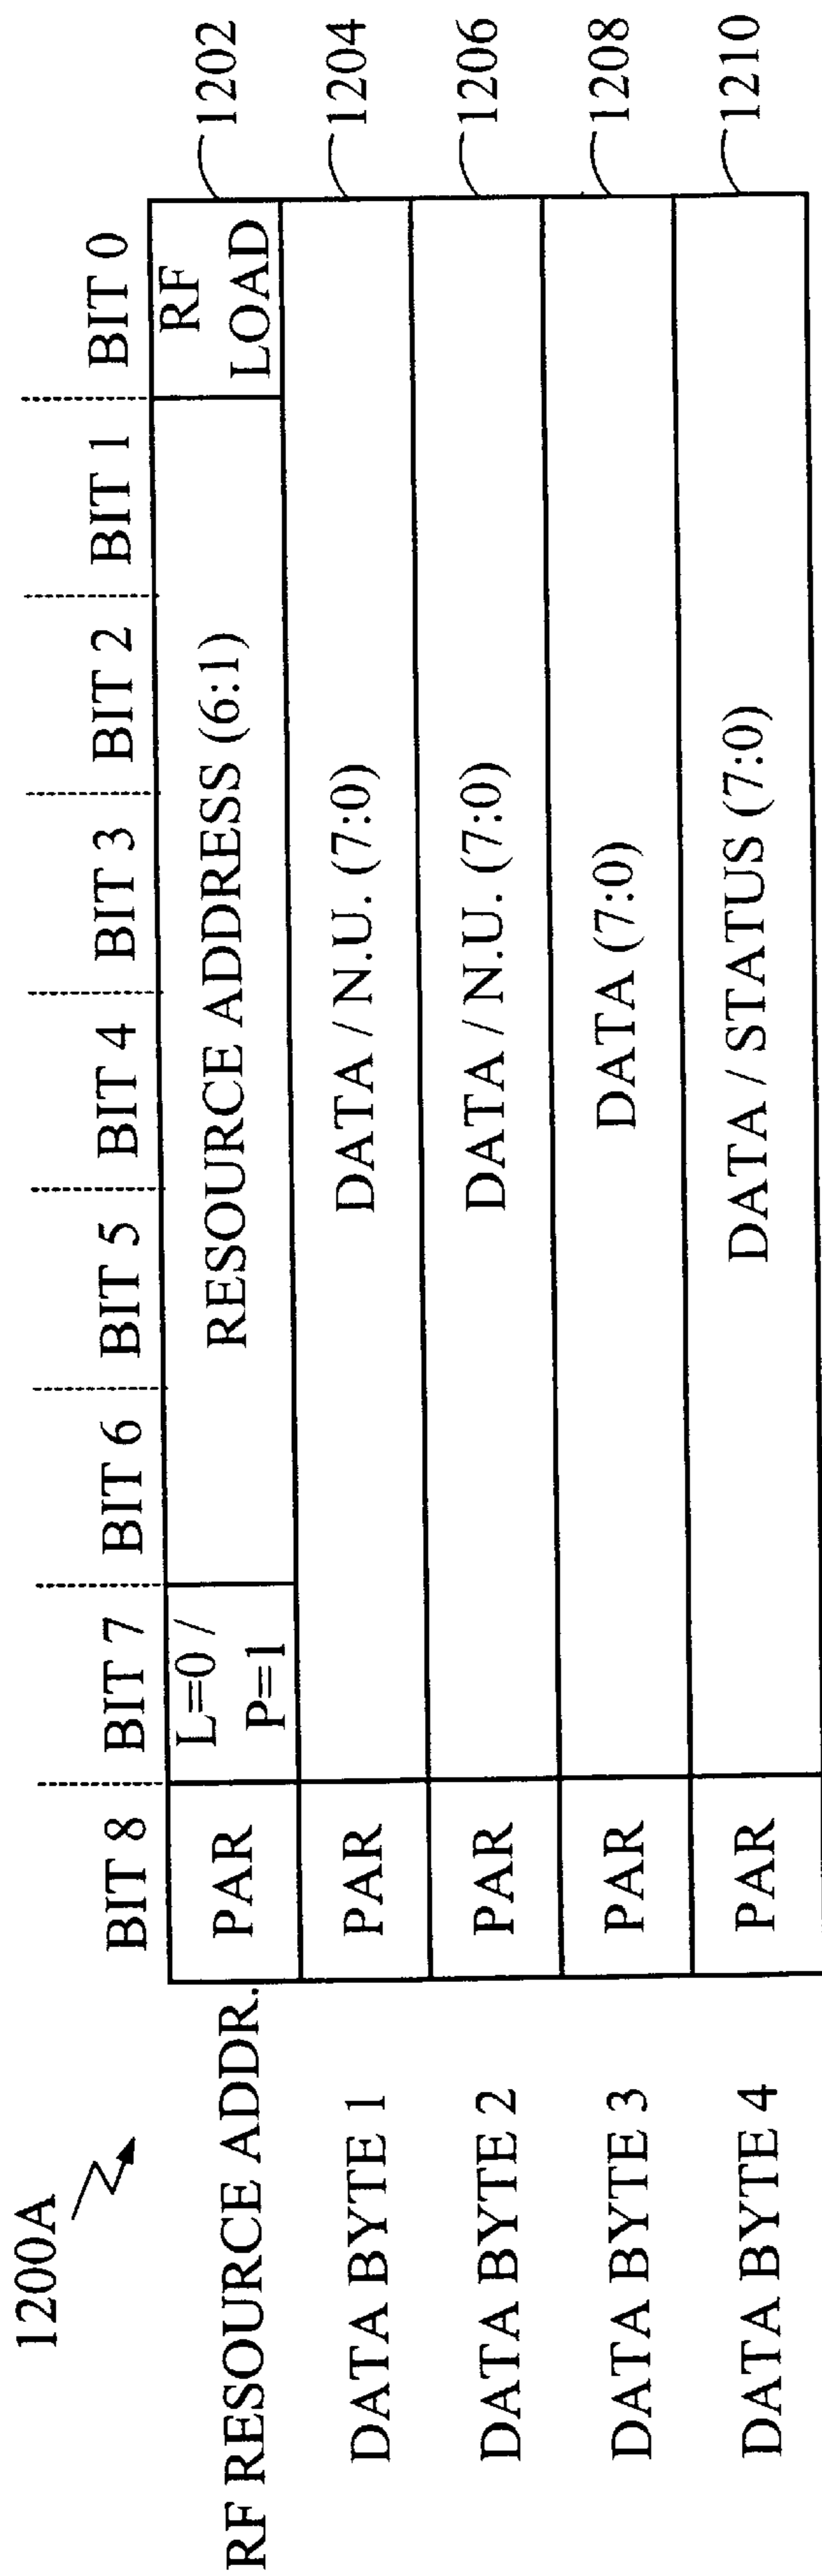 1200A
BIT 8 BIT 7 BIT 6 BIT 5 BIT 4 BIT 3 BIT 2 BIT 1 BIT 0
RF RESOURCE ADDR. PAR L=0 / P=1 RESOURCE ADDRESS (6:1) RF LOAD 1202
DATA BYTE 1 PAR DATA / N.U. (7:0) 1204
DATA BYTE 2 PAR DATA / N.U. (7:0) 1206
DATA BYTE 3 PAR DATA (7:0) 1208
DATA BYTE 4 PAR DATA / STATUS (7:0) 1210